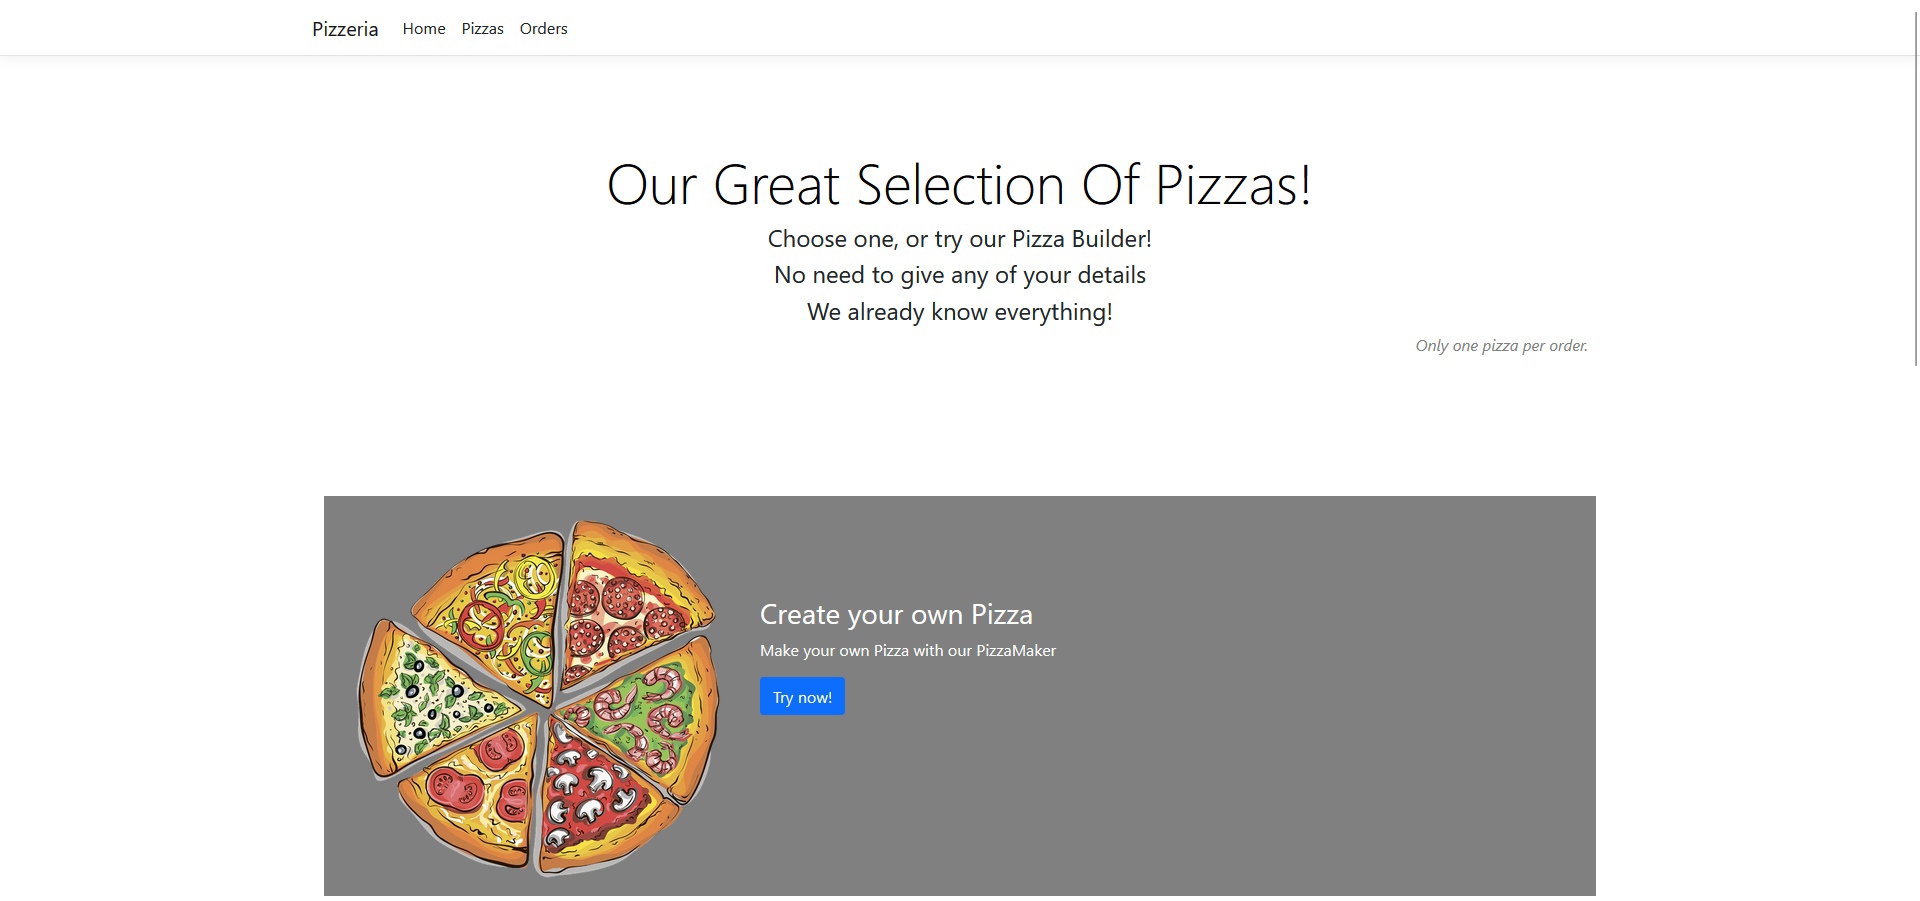 Pizzeria Home Pizzas Orders
Our Great Selection Of Pizzas!
Choose one, or try our Pizza Builder!
No need to give any of your details
We already know everything!
Only one pizza per order.
Create your own Pizza
Make your own Pizza with our PizzaMaker
Try now!